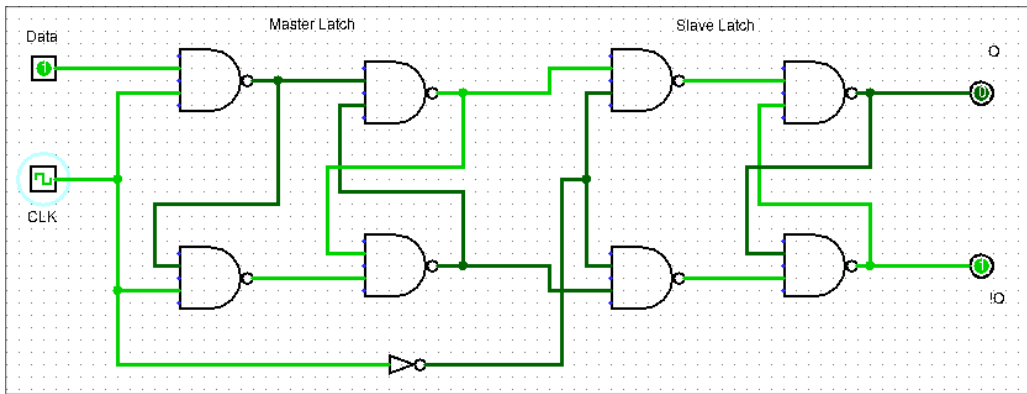 Master Latch
Slave Latch
Data
1
Q
0
CLK
1
!Q